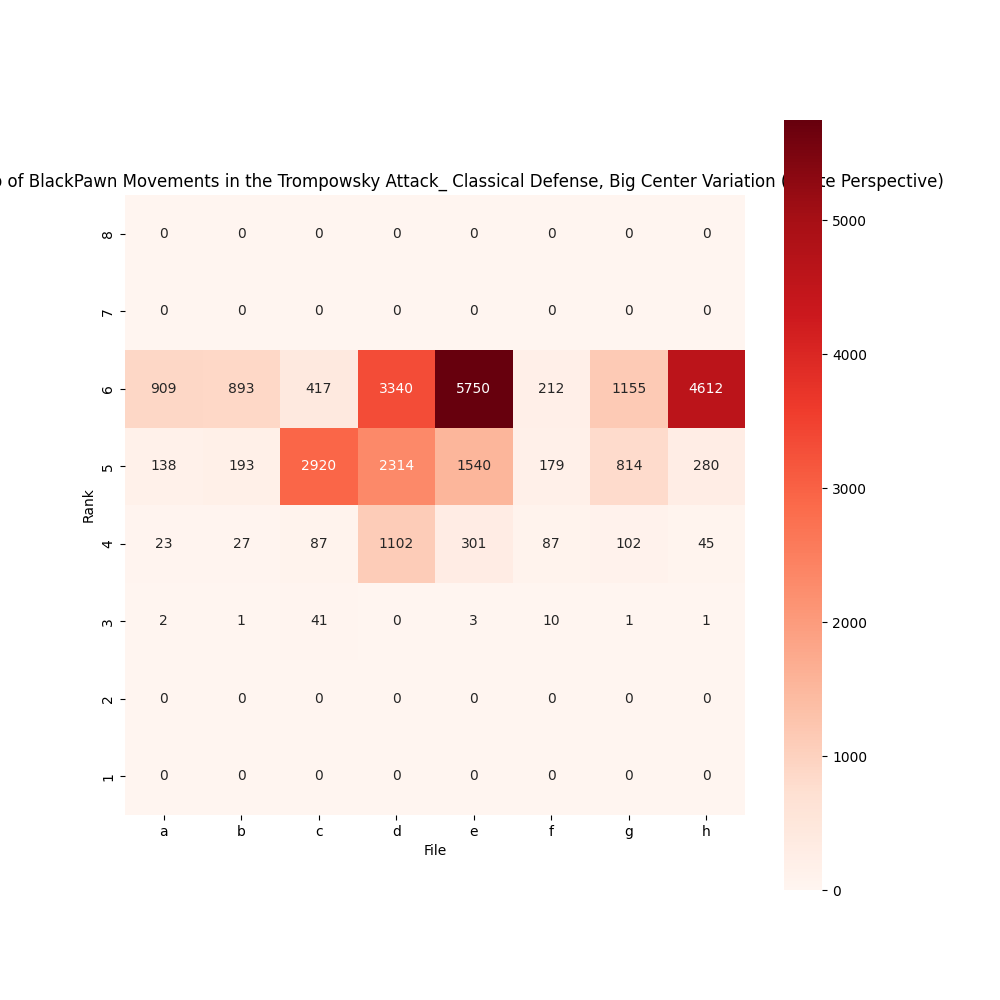 of BlackPawn Movements in the Trompowsky Attack_ Classical Defense, Big Center Variation ( Perspective)
8 0 0 0 0 0 0 0 0
7 0 0 0 0 0 0 0 0
6 909 893 417 3340 5750 212 1155 4612
5 138 193 2920 2314 1540 179 814 280
4 23 27 87 1102 301 87 102 45
3 2 1 41 0 3 10 1 1
2 0 0 0 0 0 0 0 0
1 0 0 0 0 0 0 0 0
a b c d e f g h
File
Rank
5000
4000
3000
2000
1000
0